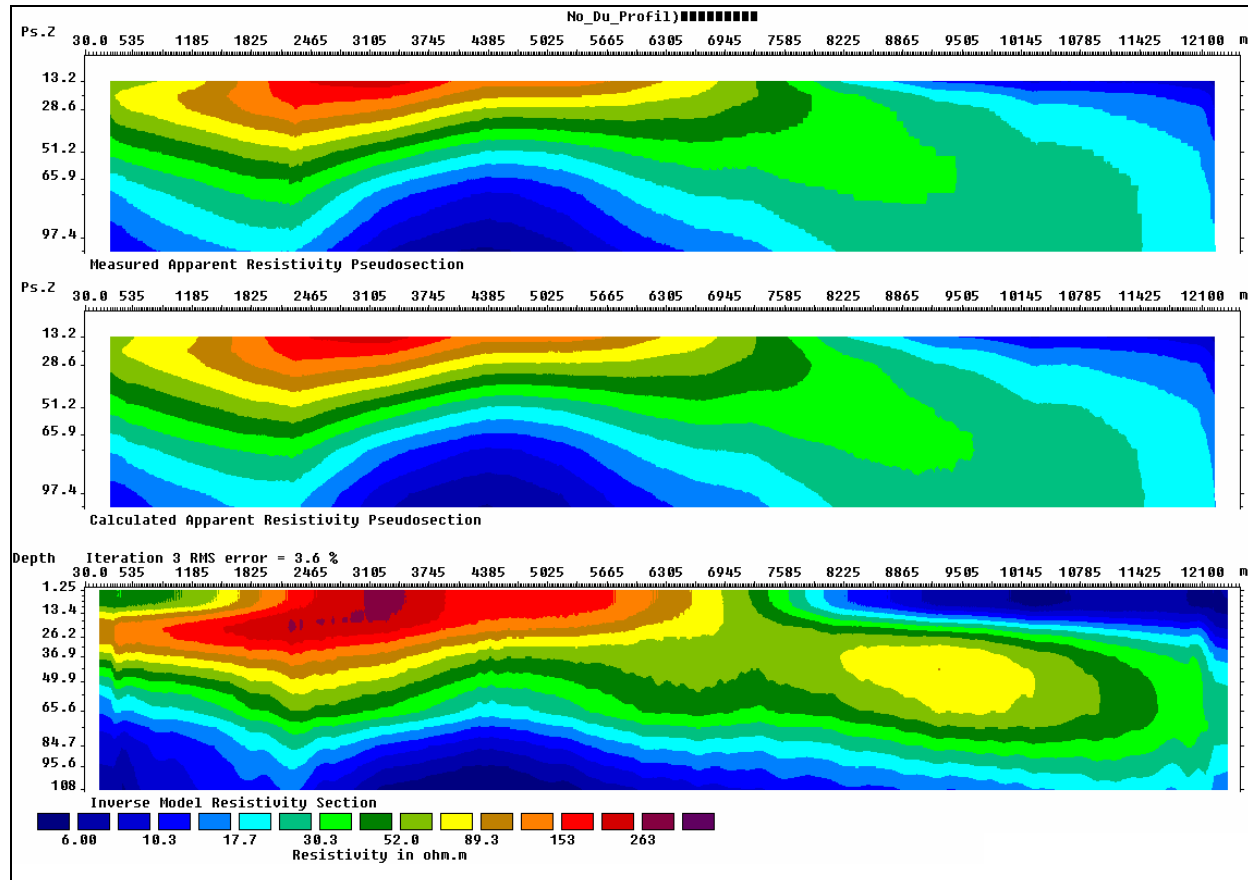 No_Du_Profil)■■■■■■■■■
Ps.Z
30.0 535 1185 1825 2465 3105 3745 4385 5025 5665 6305 6945 7585 8225 8865 9505 10145 10785 11425 12100 m
13.2
28.6
51.2
65.9
97.4
Measured Apparent Resistivity Pseudosection
Ps.Z
30.0 535 1185 1825 2465 3105 3745 4385 5025 5665 6305 6945 7585 8225 8865 9505 10145 10785 11425 12100 m
13.2
28.6
51.2
65.9
97.4
Calculated Apparent Resistivity Pseudosection
Depth Iteration 3 RMS error = 3.6 %
30.0 535 1185 1825 2465 3105 3745 4385 5025 5665 6305 6945 7585 8225 8865 9505 10145 10785 11425 12100 m
1.25
13.4
26.2
36.9
49.9
65.6
84.7
95.6
108
Inverse Model Resistivity Section
6.00 10.3 17.7 30.3 52.0 89.3 153 263
Resistivity in ohm.m